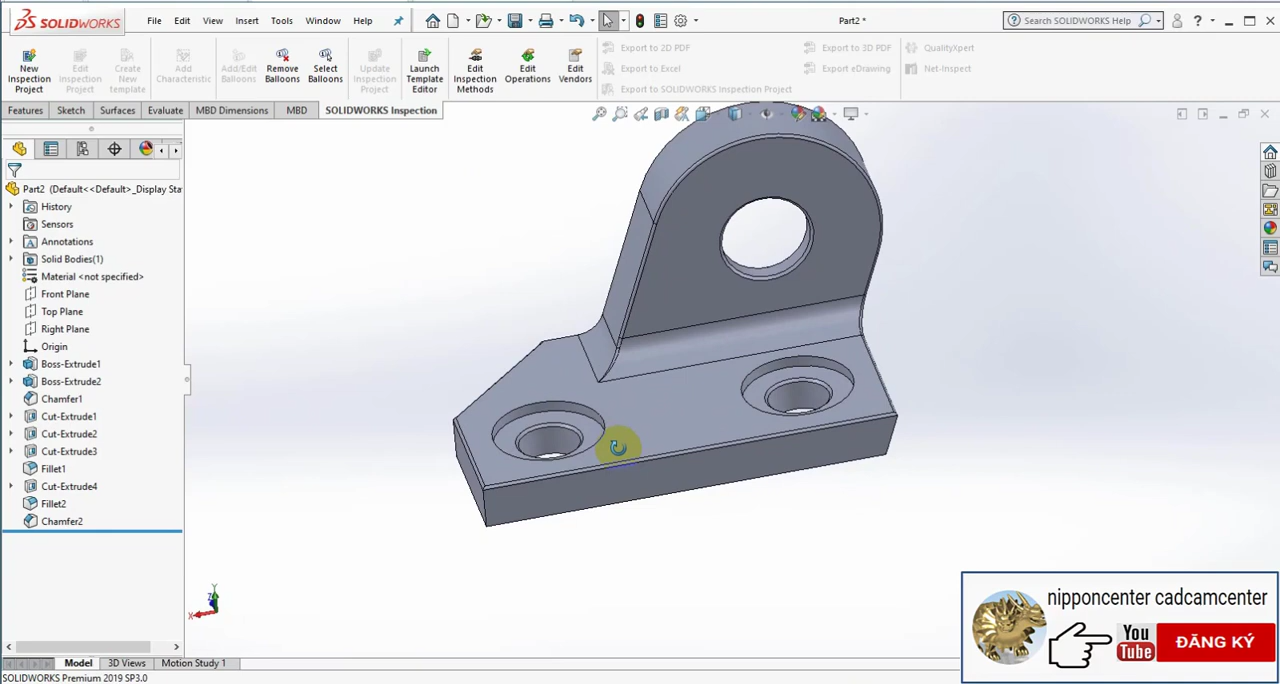 SOLIDWORKS
File
Edit
View
Insert
Tools
Window
Help
Part2 *
Search SOLIDWORKS Help
New
Inspection
Project
Edit
Inspection
Project
Create
New
template
Add
Characteristic
Add/Edit
Balloons
Remove
Balloons
Select
Balloons
Update
Inspection
Project
Launch
Template
Editor
Edit
Inspection
Methods
Edit
Operations
Edit
Vendors
Export to 2D PDF
Export to Excel
Export to SOLIDWORKS Inspection Project
Export to 3D PDF
Export eDrawing
QualityXpert
Net-Inspect
Features
Sketch
Surfaces
Evaluate
MBD Dimensions
MBD
SOLIDWORKS Inspection
Part2 (Default<<Default>_Display Sta
History
Sensors
Annotations
Solid Bodies(1)
Material <not specified>
Front Plane
Top Plane
Right Plane
Origin
Boss-Extrude1
Boss-Extrude2
Chamfer1
Cut-Extrude1
Cut-Extrude2
Cut-Extrude3
Fillet1
Cut-Extrude4
Fillet2
Chamfer2
Y
Z
X
nipponcenter cadcamcenter
You
Tube
ĐĂNG KÝ
Model
3D Views
Motion Study 1
SOLIDWORKS Premium 2019 SP3.0